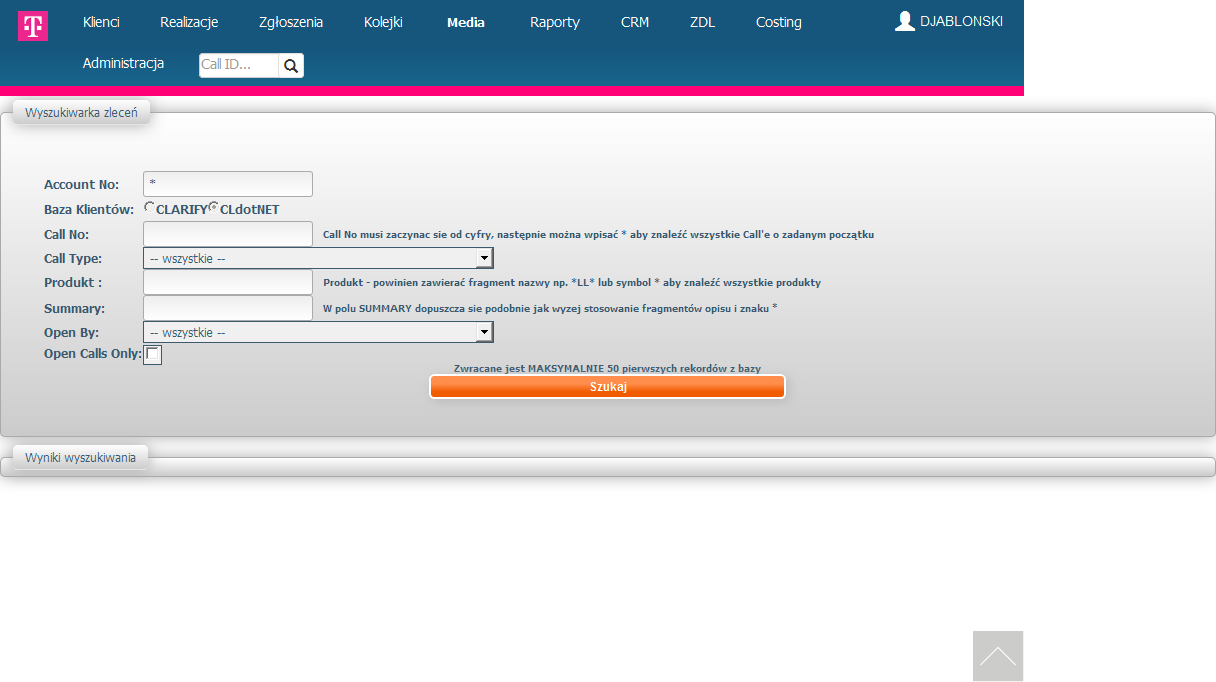 T Klienci Realizacje Zgłoszenia Kolejki Media Raporty CRM ZDL Costing DJABLONSKI
Administracja Call ID...
Wyszukiwarka zleceń
Account No: *
Baza Klientów: CLARIFY CLdotNET
Call No: Call No musi zaczynac sie od cyfry, następnie można wpisać * aby znaleźć wszystkie Call'e o zadanym początku
Call Type: -- wszystkie --
Produkt : Produkt - powinien zawierać fragment nazwy np. *LL* lub symbol * aby znaleźć wszystkie produkty
Summary: W polu SUMMARY dopuszcza sie podobnie jak wyzej stosowanie fragmentów opisu i znaku *
Open By: -- wszystkie --
Open Calls Only:
Zwracane jest MAKSYMALNIE 50 pierwszych rekordów z bazy
Szukaj
Wyniki wyszukiwania